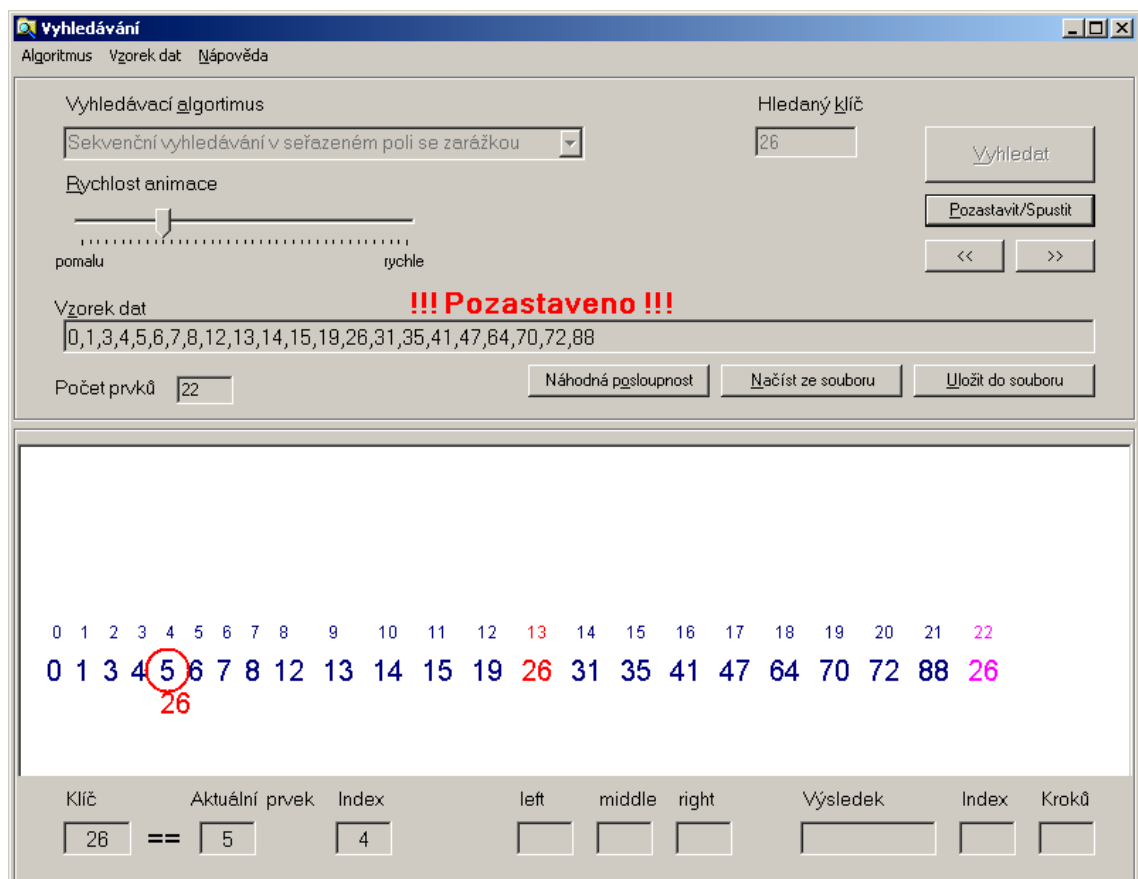 Vyhledávání
Algoritmus Vzorek dat Nápověda
Vyhledávací algortimus Hledaný klíč
Sekvenční vyhledávání v seřazeném poli se zarážkou 26 Vyhledat
Rychlost animace
Pozastavit/Spustit
pomalu rychle << >>
Vzorek dat !!! Pozastaveno !!!
0,1,3,4,5,6,7,8,12,13,14,15,19,26,31,35,41,47,64,70,72,88
Počet prvků 22 Náhodná posloupnost Načíst ze souboru Uložit do souboru
0 1 2 3 4 5 6 7 8 9 10 11 12 13 14 15 16 17 18 19 20 21 22
0 1 3 4 5 6 7 8 12 13 14 15 19 26 31 35 41 47 64 70 72 88 26
26
Klíč Aktuální prvek Index left middle right Výsledek Index Kroků
26 == 5 4